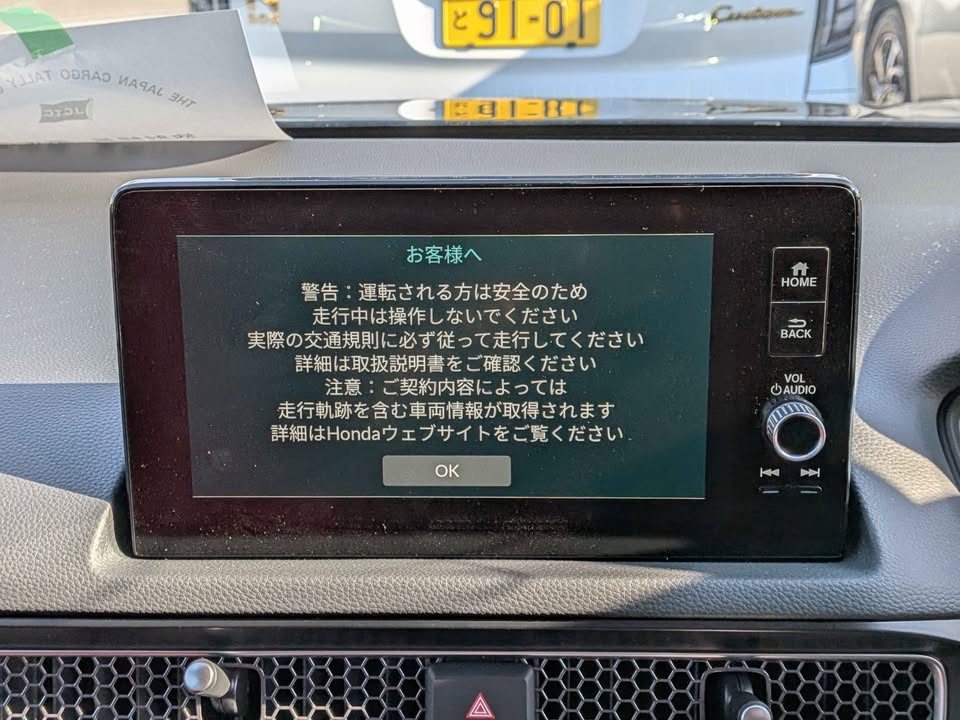 と 91-01
Custom
THE JAPAN CARGO TALLY
JCTC
お客様へ
警告：運転される方は安全のため
走行中は操作しないでください
実際の交通規則に必ず従って走行してください
詳細は取扱説明書をご確認ください
注意：ご契約内容によっては
走行軌跡を含む車両情報が取得されます
詳細はHondaウェブサイトをご覧ください.
OK
HOME
BACK
VOL
AUDIO